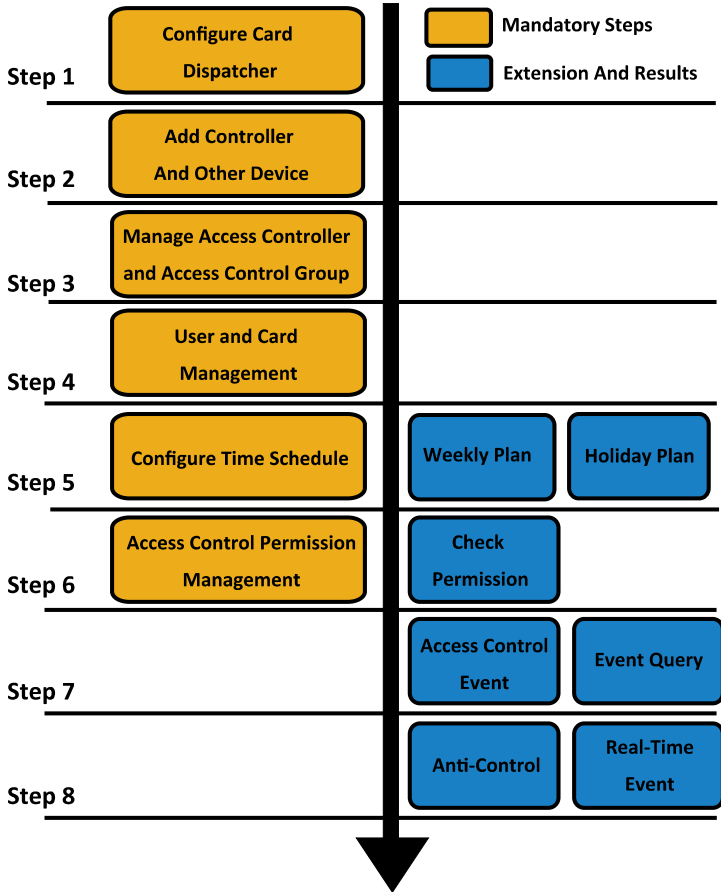 Mandatory Steps
Extension And Results
Step 1
Configure Card
Dispatcher
Step 2
Add Controller
And Other Device
Step 3
Manage Access Controller
and Access Control Group
Step 4
User and Card
Management
Step 5
Configure Time Schedule
Weekly Plan
Holiday Plan
Step 6
Access Control Permission
Management
Check
Permission
Step 7
Access Control
Event
Event Query
Step 8
Anti-Control
Real-Time
Event